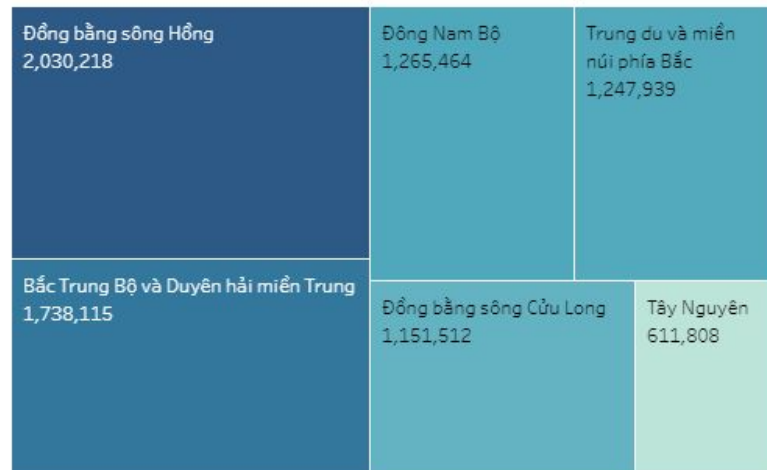 Đồng bằng sông Hồng
2,030,218
Đông Nam Bộ
1,265,464
Trung du và miền
núi phía Bắc
1,247,939
Bắc Trung Bộ và Duyên hải miền Trung
1,738,115
Đồng bằng sông Cửu Long
1,151,512
Tây Nguyên
611,808